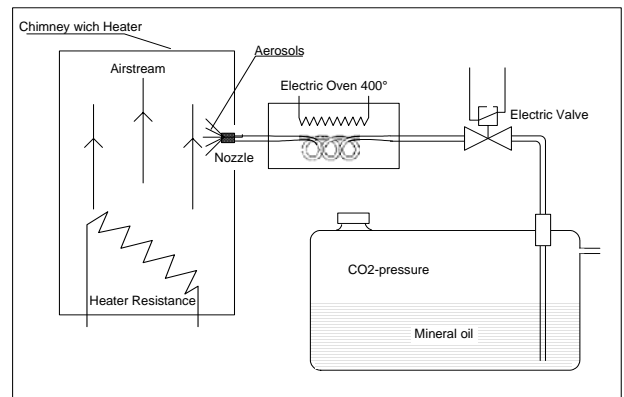 Chimney wich Heater
Aerosols
Airstream
Electric Oven 400°
Electric Valve
Nozzle
CO2-pressure
Heater Resistance
Mineral oil